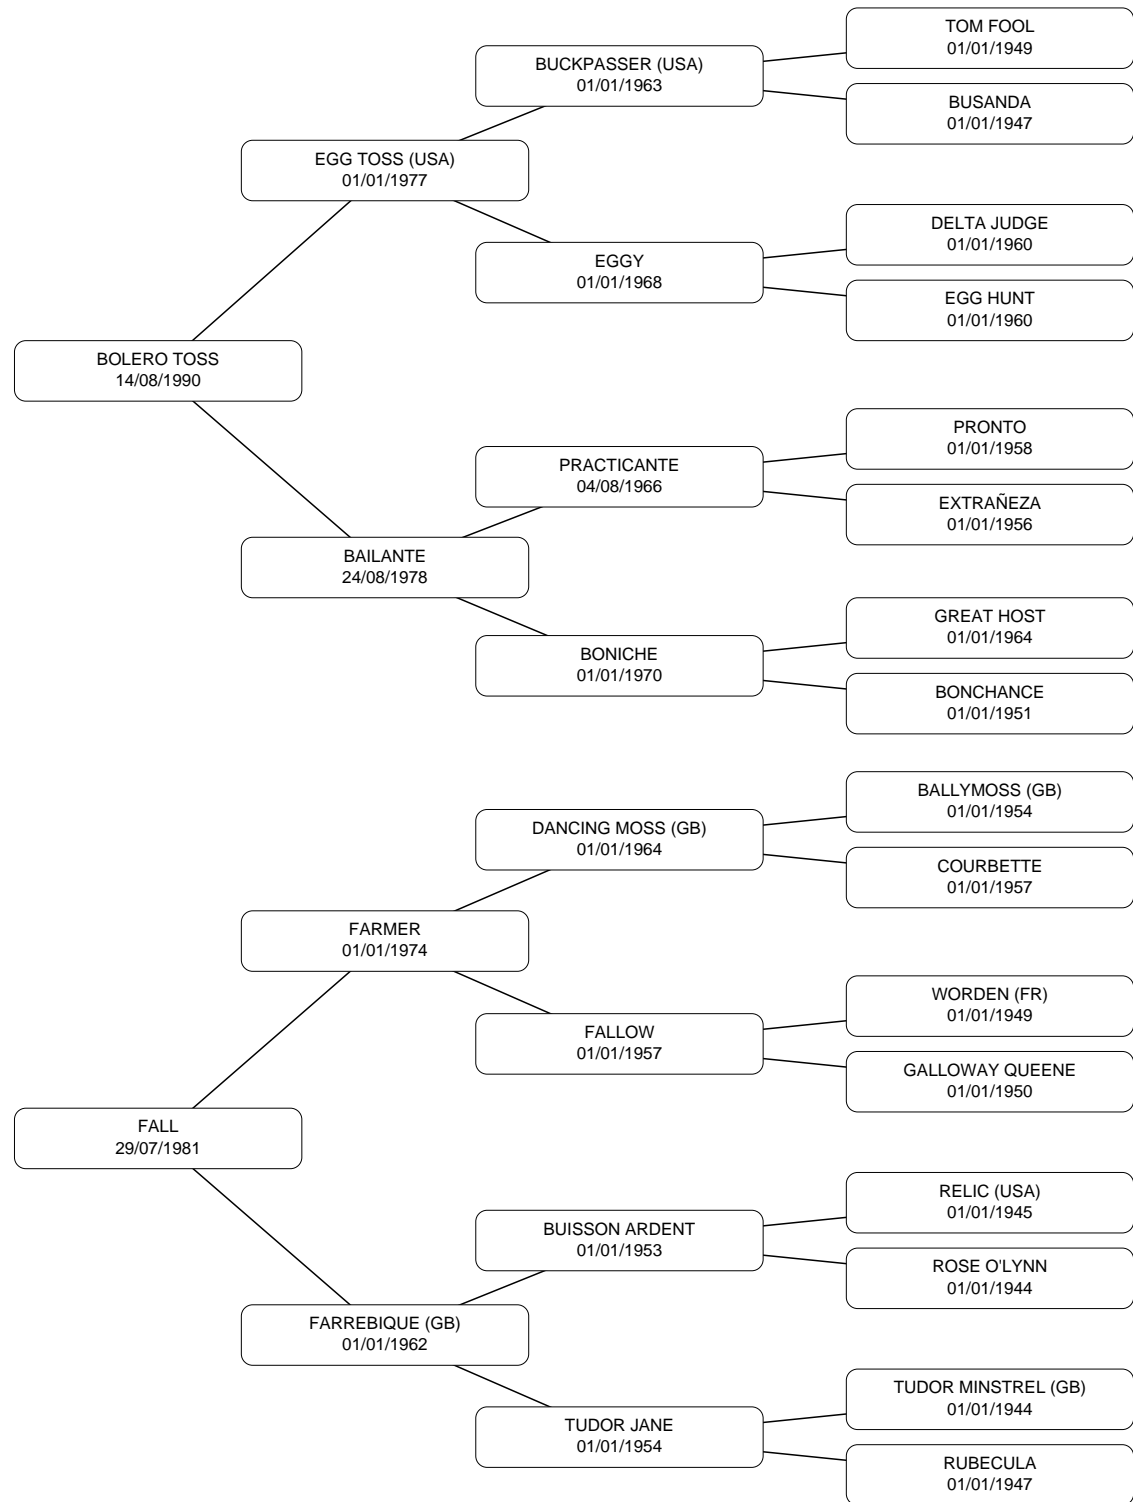 TOM FOOL
01/01/1949
BUCKPASSER (USA)
01/01/1963
BUSANDA
01/01/1947
EGG TOSS (USA)
01/01/1977
DELTA JUDGE
01/01/1960
EGGY
01/01/1968
EGG HUNT
01/01/1960
BOLERO TOSS
14/08/1990
PRONTO
01/01/1958
PRACTICANTE
04/08/1966
EXTRAÑEZA
01/01/1956
BAILANTE
24/08/1978
GREAT HOST
01/01/1964
BONICHE
01/01/1970
BONCHANCE
01/01/1951
BALLYMOSS (GB)
01/01/1954
DANCING MOSS (GB)
01/01/1964
COURBETTE
01/01/1957
FARMER
01/01/1974
WORDEN (FR)
01/01/1949
FALLOW
01/01/1957
GALLOWAY QUEENE
01/01/1950
FALL
29/07/1981
RELIC (USA)
01/01/1945
BUISSON ARDENT
01/01/1953
ROSE O'LYNN
01/01/1944
FARREBIQUE (GB)
01/01/1962
TUDOR MINSTREL (GB)
01/01/1944
TUDOR JANE
01/01/1954
RUBECULA
01/01/1947